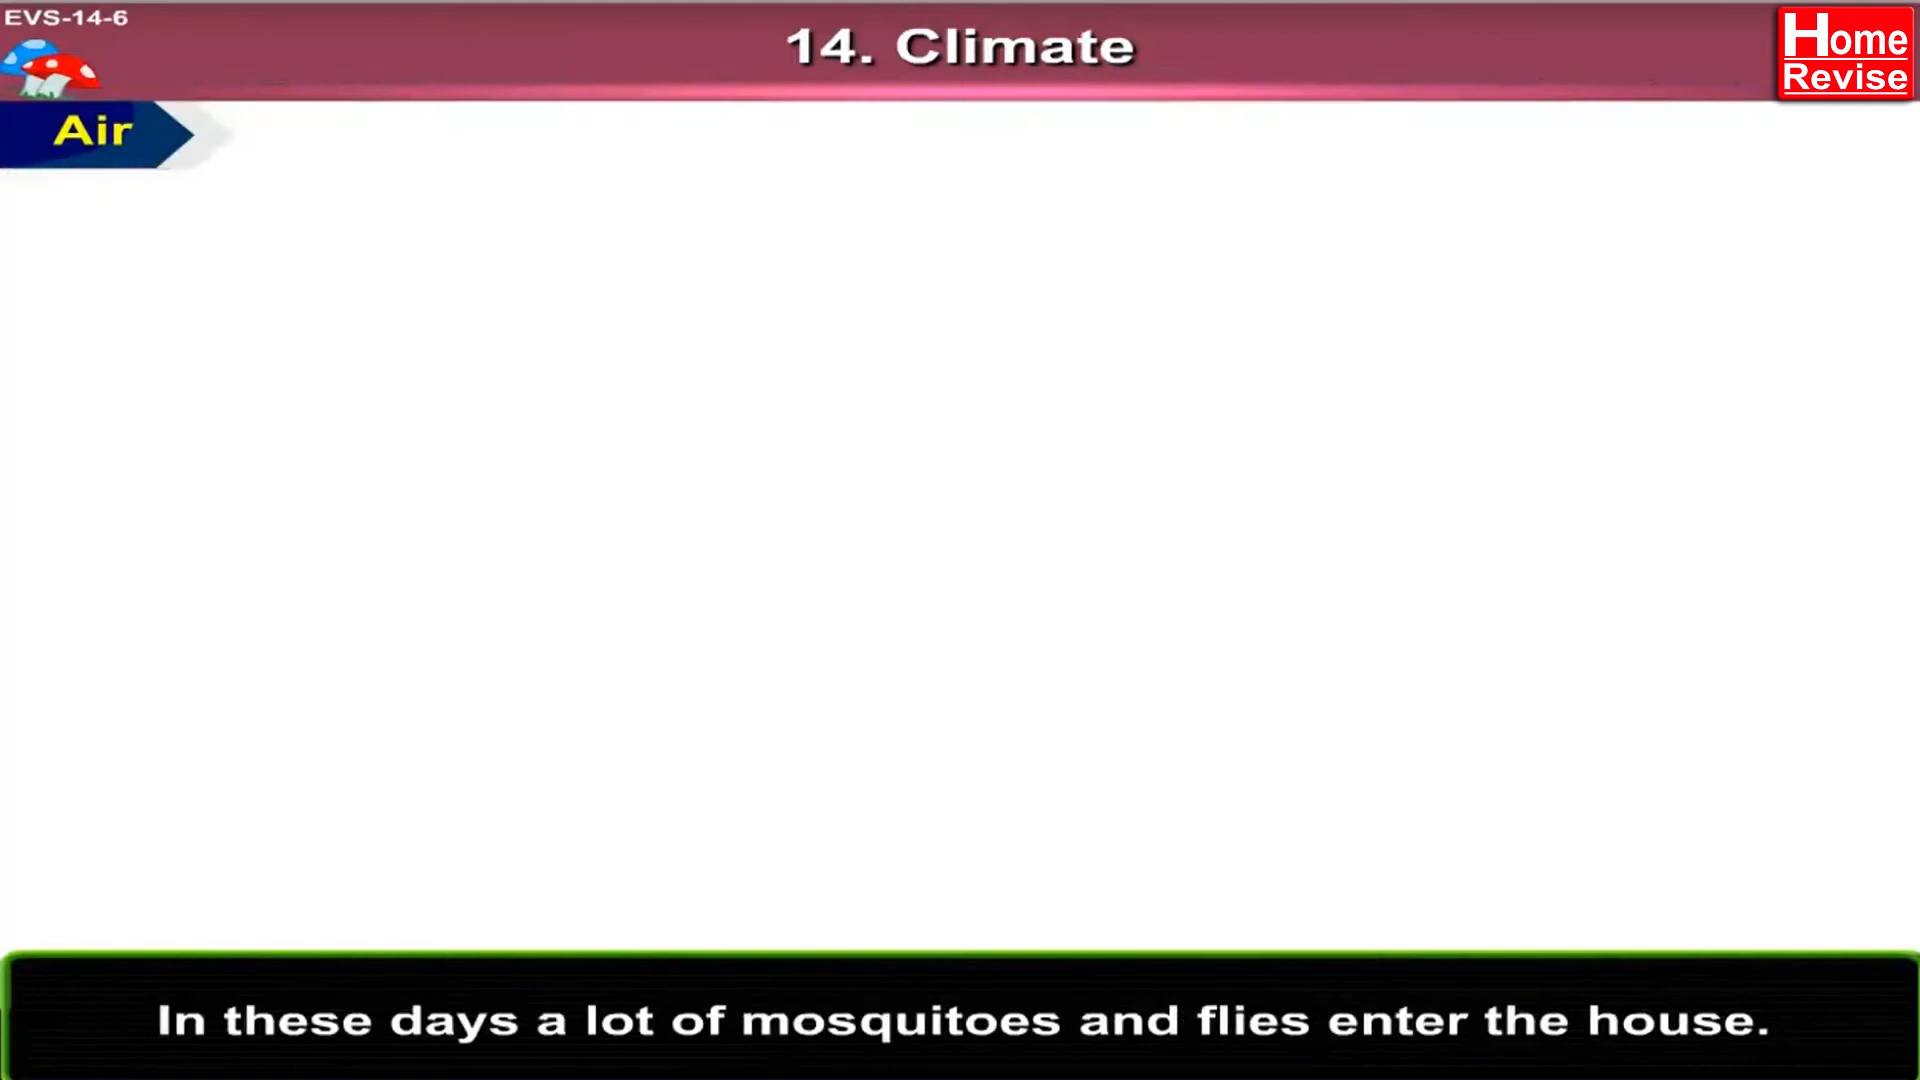 EVS-14-6
14. Climate
Home
Revise
Air
In these days a lot of mosquitoes and flies enter the house.